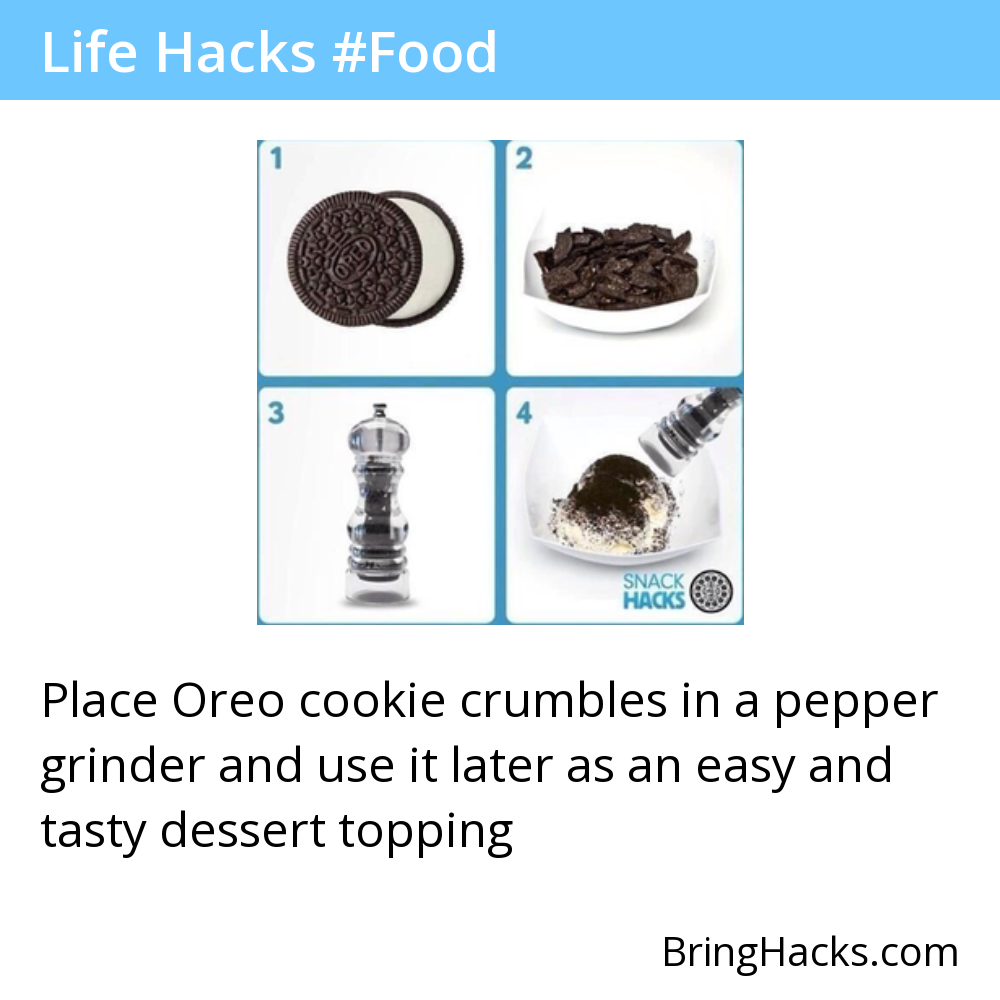 Life Hacks #Food
1
2
OREO
3
4
SNACK
HACKS
Place Oreo cookie crumbles in a pepper
grinder and use it later as an easy and
tasty dessert topping
BringHacks.com